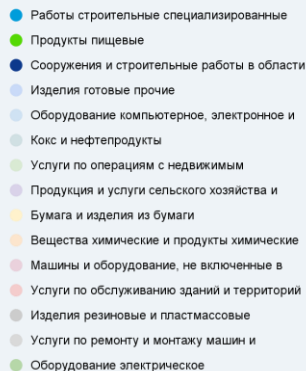 Работы строительные специализированные
Продукты пищевые
Сооружения и строительные работы в области
Изделия готовые прочие
Оборудование компьютерное, электронное и
Кокс и нефтепродукты
Услуги по операциям с недвижимым
Продукция и услуги сельского хозяйства и
Бумага и изделия из бумаги
Вещества химические и продукты химические
Машины и оборудование, не включенные в
Услуги по обслуживанию зданий и территорий
Изделия резиновые и пластмассовые
Услуги по ремонту и монтажу машин и
Оборудование электрическое